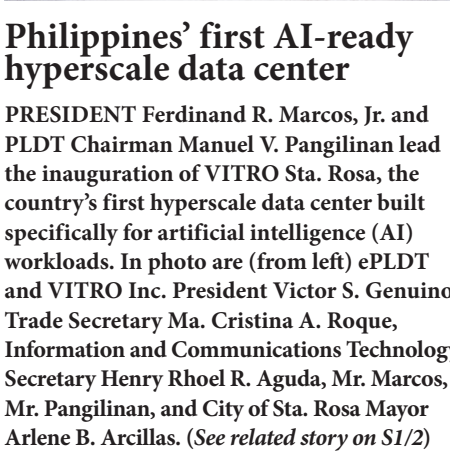 Philippines’ first AI-ready
hyperscale data center
PRESIDENT Ferdinand R. Marcos, Jr. and
PLDT Chairman Manuel V. Pangilinan lead
the inauguration of VITRO Sta. Rosa, the
country’s first hyperscale data center built
specifically for artificial intelligence (AI)
workloads. In photo are (from left) ePLDT
and VITRO Inc. President Victor S. Genuino
Trade Secretary Ma. Cristina A. Roque,
Information and Communications Technology
Secretary Henry Rhoel R. Aguda, Mr. Marcos,
Mr. Pangilinan, and City of Sta. Rosa Mayor
Arlene B. Arcillas. (See related story on S1/2)